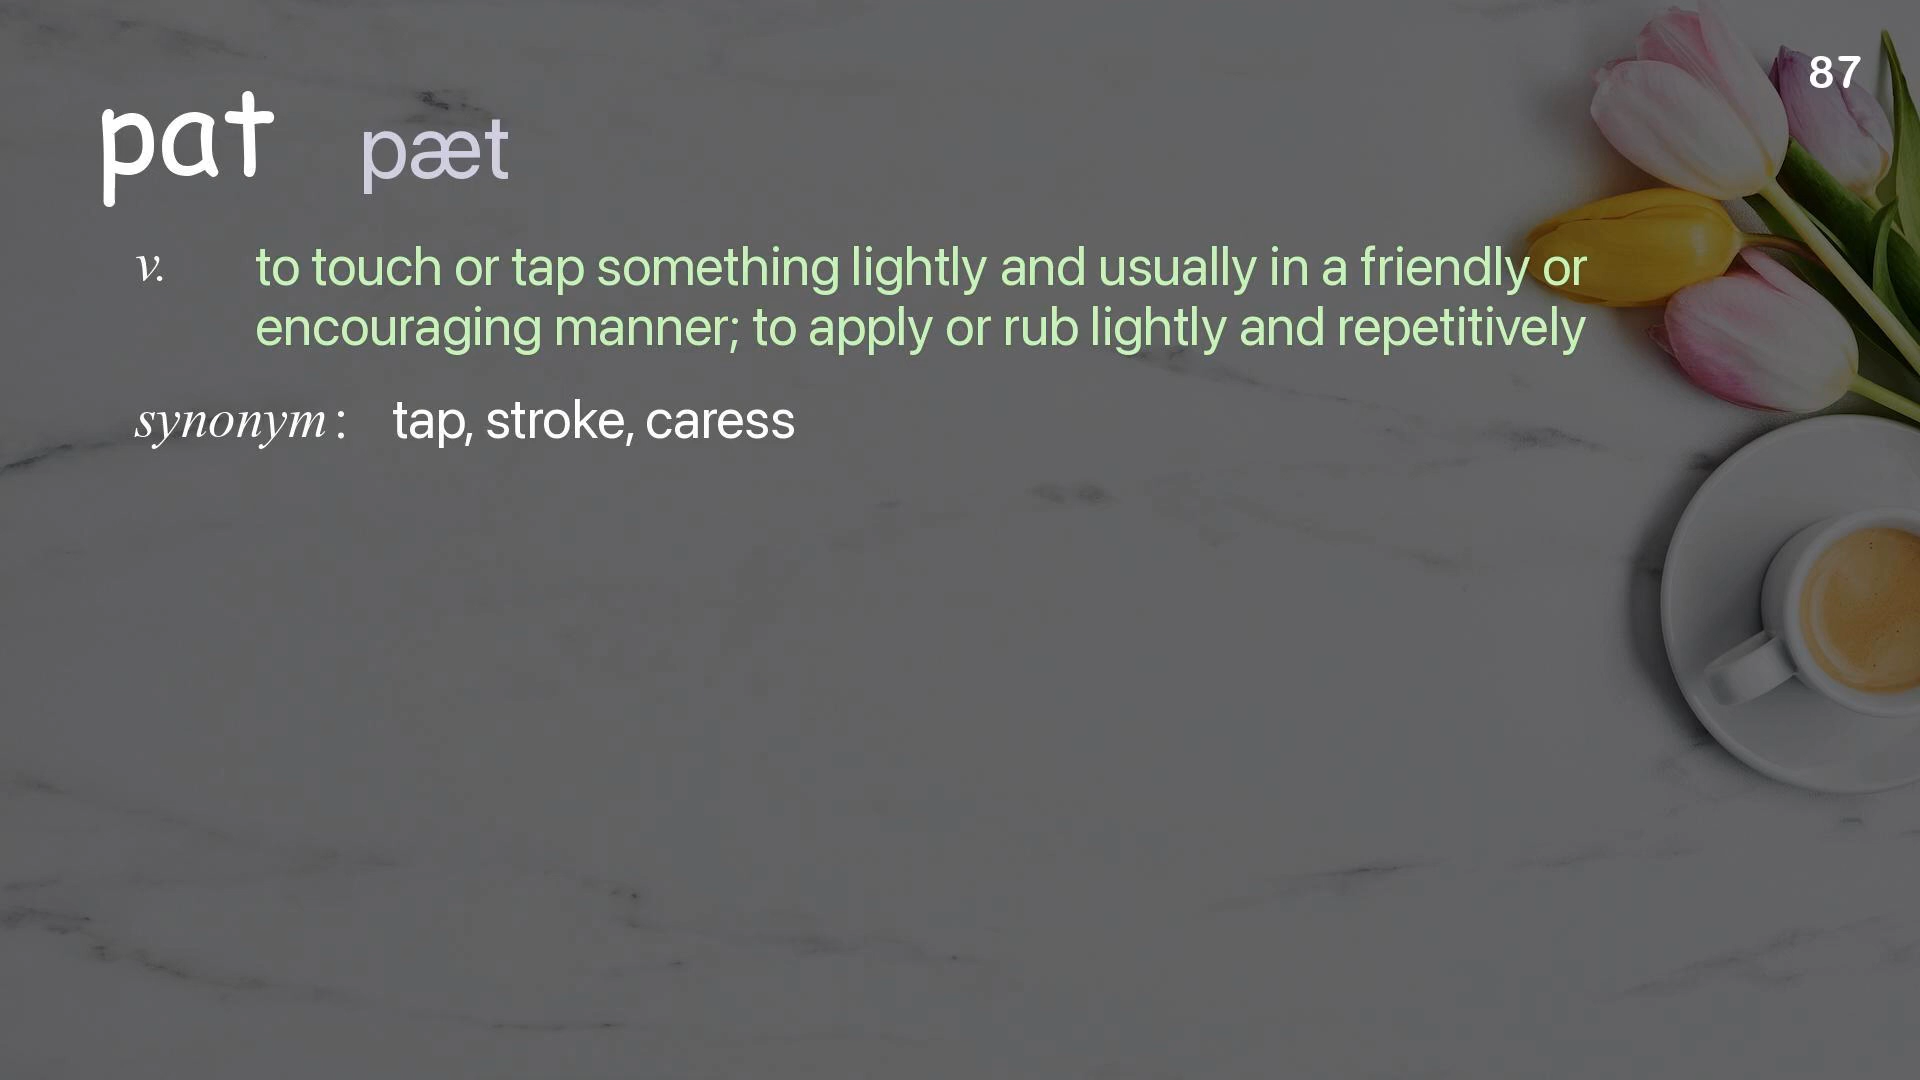 87
pat pæt
v. to touch or tap something lightly and usually in a friendly or
encouraging manner; to apply or rub lightly and repetitively
synonym : tap, stroke, caress